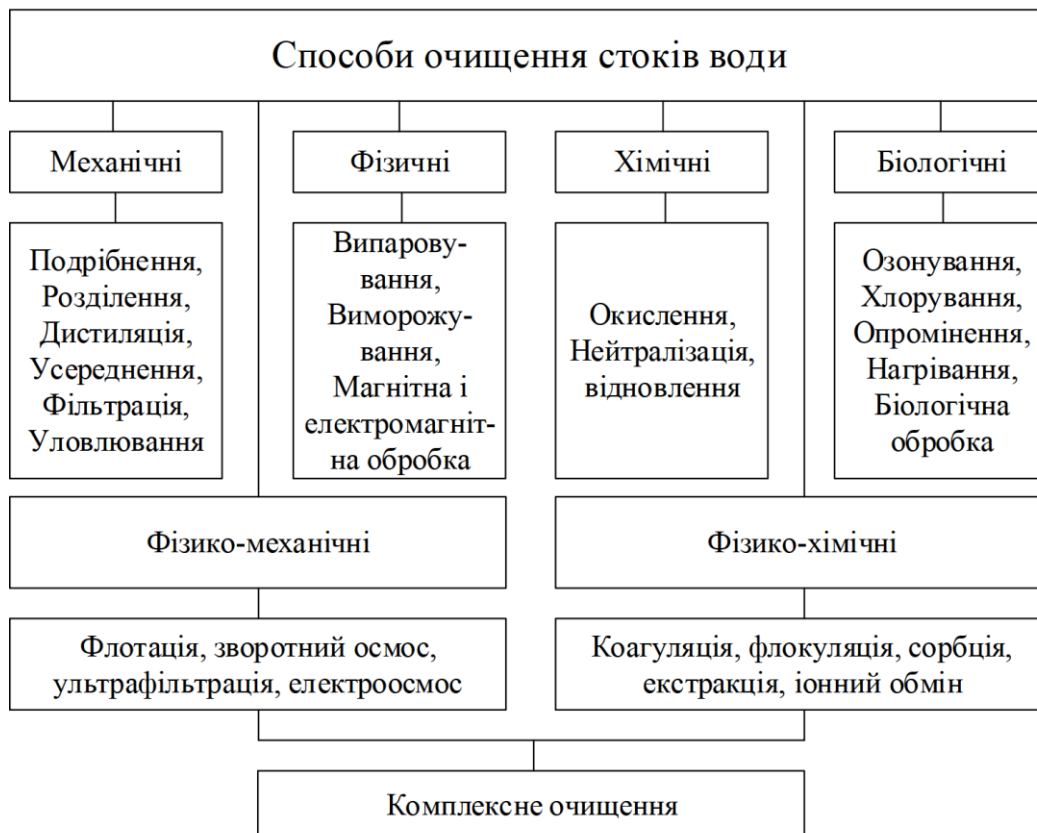 Способи очищення стоків води
Механічні
Фізичні
Хімічні
Біологічні
Подрібнення,
Розділення,
Дистиляція,
Усереднення,
Фільтрація,
Уловлювання
Випарову-
вання,
Виморожу-
вання,
Магнітна і
електромагніт-
на обробка
Окислення,
Нейтралізація,
відновлення
Озонування,
Хлорування,
Опромінення,
Нагрівання,
Біологічна
обробка
Фізико-механічні
Фізико-хімічні
Флотація, зворотний осмос,
ультрафільтрація, електроосмос
Коагуляція, флокуляція, сорбція,
екстракція, іонний обмін
Комплексне очищення